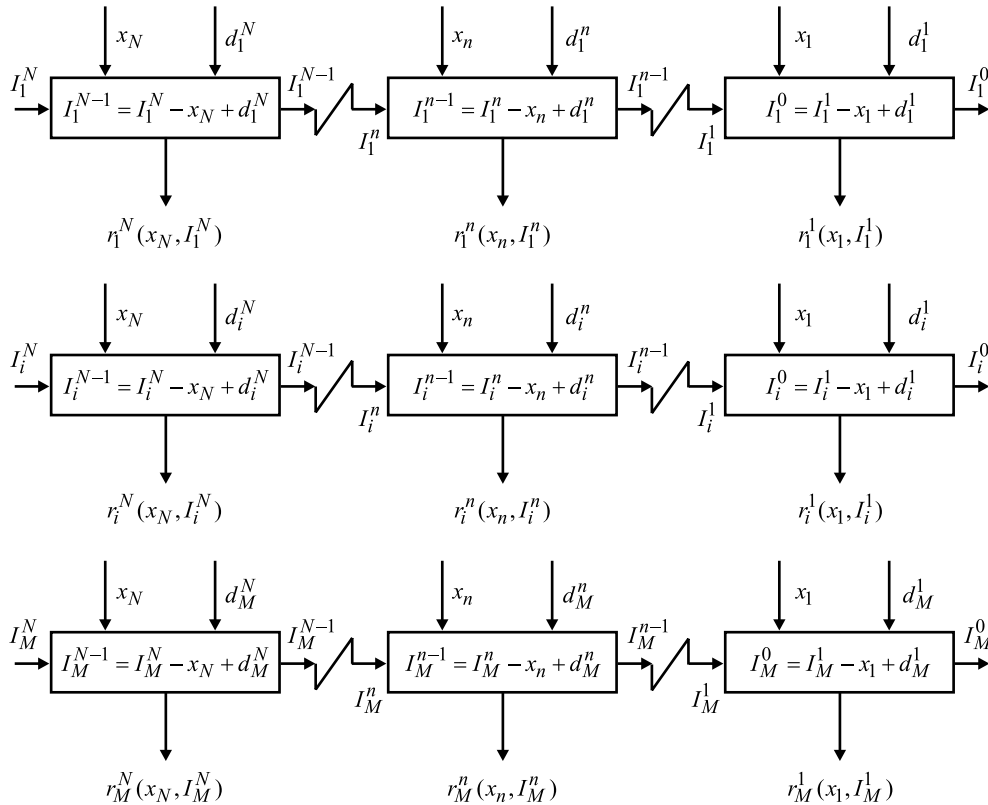 x_N d_1^N x_n d_1^n x_1 d_1^1
I_1^N I_1^{N-1} I_1^{n-1} I_1^0
I_1^{N-1} = I_1^N − x_N + d_1^N I_1^{n-1} = I_1^n − x_n + d_1^n I_1^0 = I_1^1 − x_1 + d_1^1
I_1^n I_1^1
r_1^N(x_N, I_1^N) r_1^n(x_n, I_1^n) r_1^1(x_1, I_1^1)
x_N d_i^N x_n d_i^n x_1 d_i^1
I_i^N I_i^{N-1} I_i^{n-1} I_i^0
I_i^{N-1} = I_i^N − x_N + d_i^N I_i^{n-1} = I_i^n − x_n + d_i^n I_i^0 = I_i^1 − x_1 + d_i^1
I_i^n I_i^1
r_i^N(x_N, I_i^N) r_i^n(x_n, I_i^n) r_i^1(x_1, I_i^1)
x_N d_M^N x_n d_M^n x_1 d_M^1
I_M^N I_M^{N-1} I_M^{n-1} I_M^0
I_M^{N-1} = I_M^N − x_N + d_M^N I_M^{n-1} = I_M^n − x_n + d_M^n I_M^0 = I_M^1 − x_1 + d_M^1
I_M^n I_M^1
r_M^N(x_N, I_M^N) r_M^n(x_n, I_M^n) r_M^1(x_1, I_M^1)